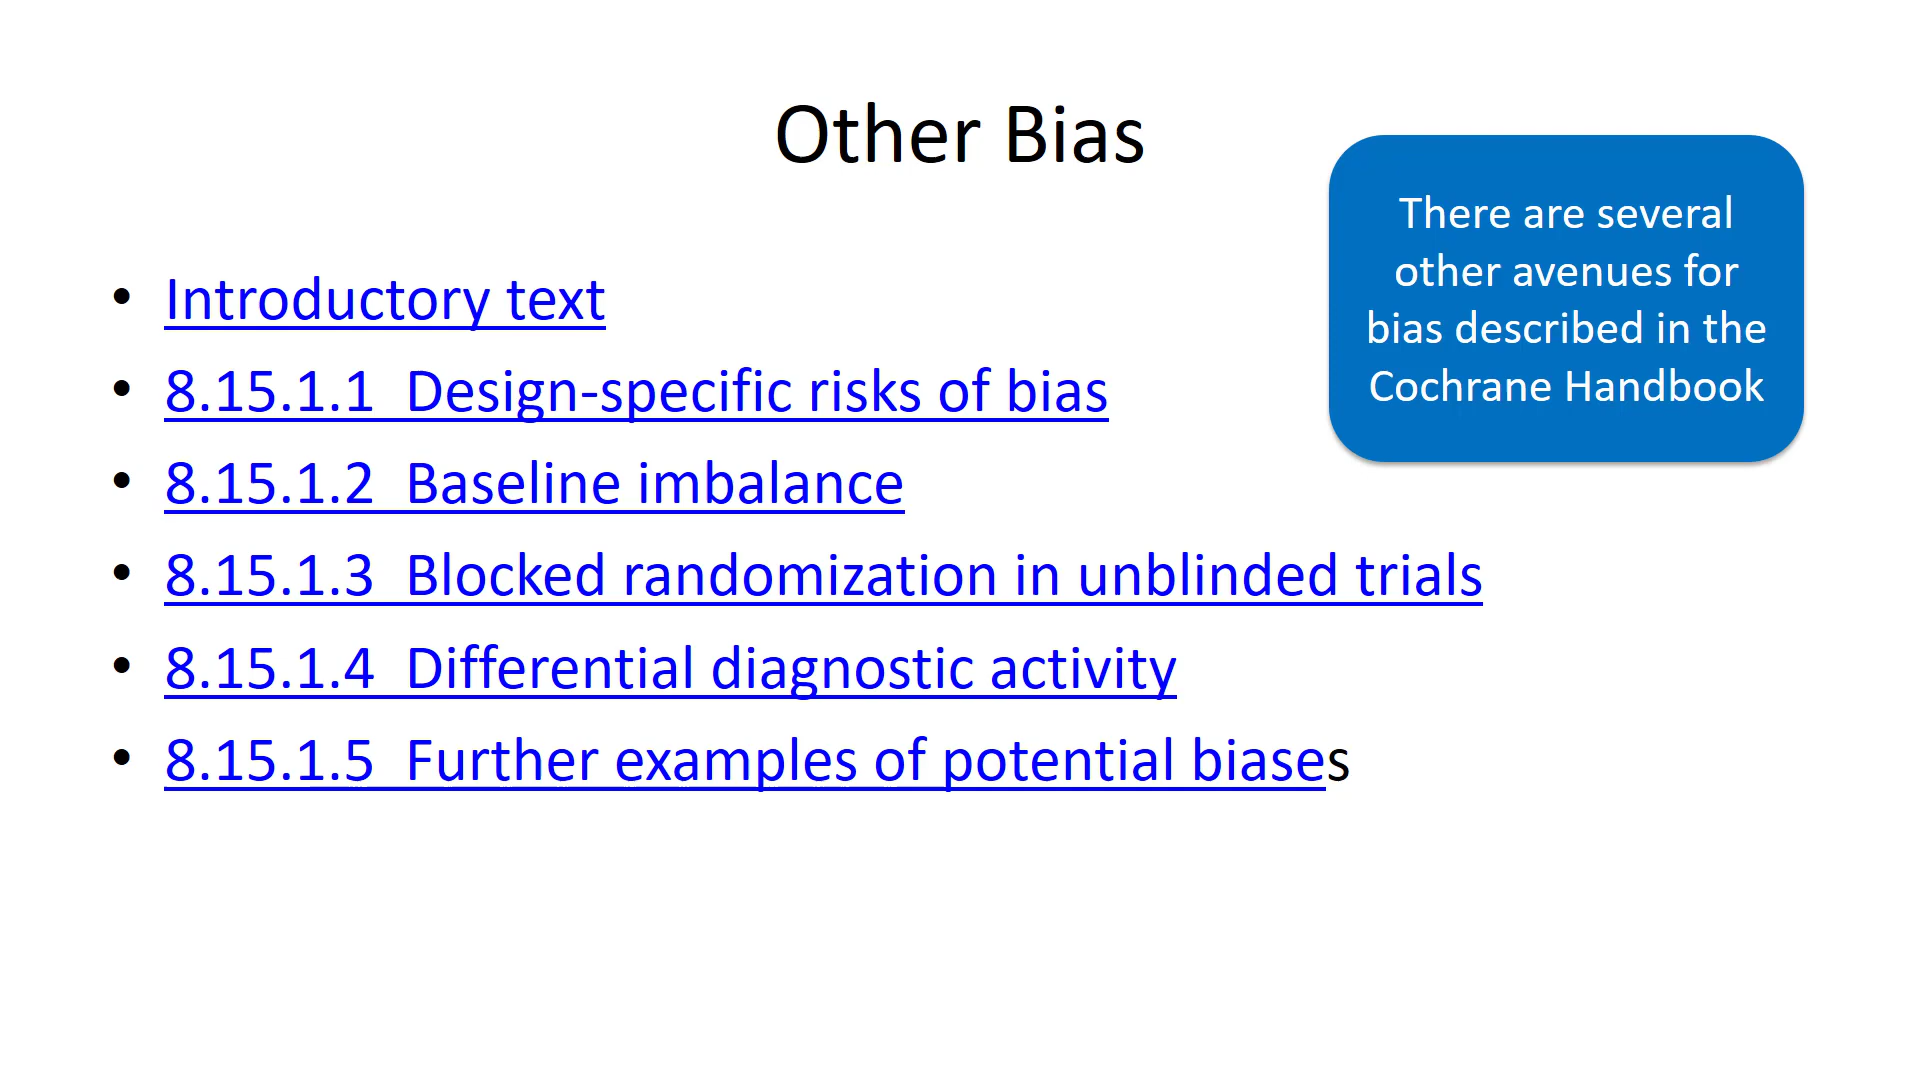 Other Bias
There are several
other avenues for
bias described in the
Cochrane Handbook
• Introductory text
• 8.15.1.1  Design-specific risks of bias
• 8.15.1.2  Baseline imbalance
• 8.15.1.3  Blocked randomization in unblinded trials
• 8.15.1.4  Differential diagnostic activity
• 8.15.1.5  Further examples of potential biases